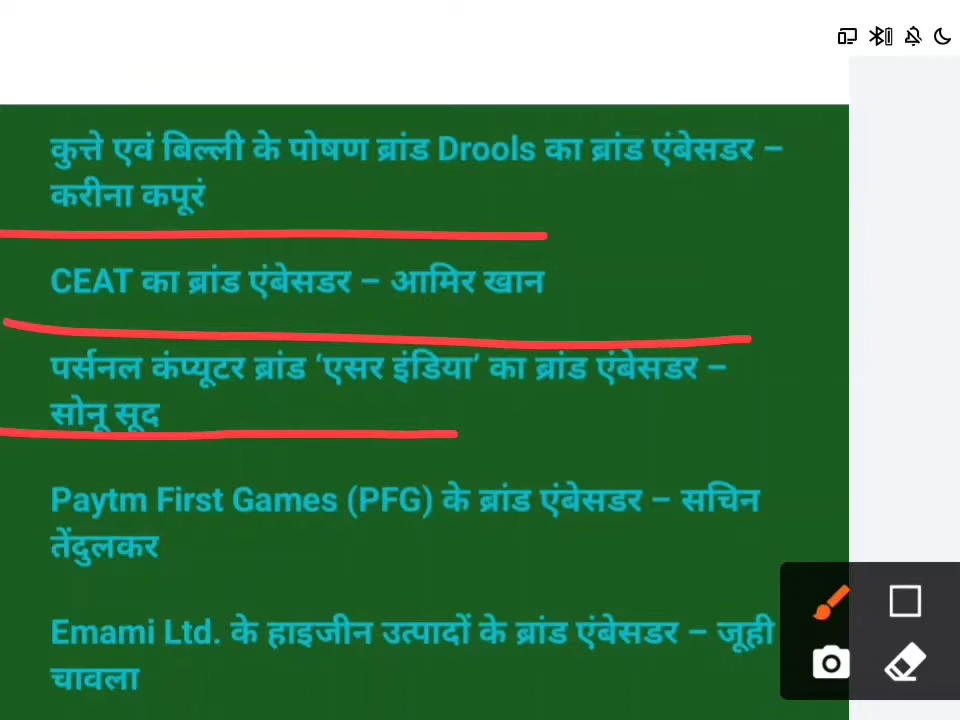 कुत्ते एवं बिल्ली के पोषण ब्रांड Drools का ब्रांड एंबेसडर –
करीना कपूरं
CEAT का ब्रांड एंबेसडर – आमिर खान
पर्सनल कंप्यूटर ब्रांड ‘एसर इंडिया’ का ब्रांड एंबेसडर –
सोनू सूद
Paytm First Games (PFG) के ब्रांड एंबेसडर – सचिन
तेंदुलकर
Emami Ltd. के हाइजीन उत्पादों के ब्रांड एंबेसडर – जूही
चावला